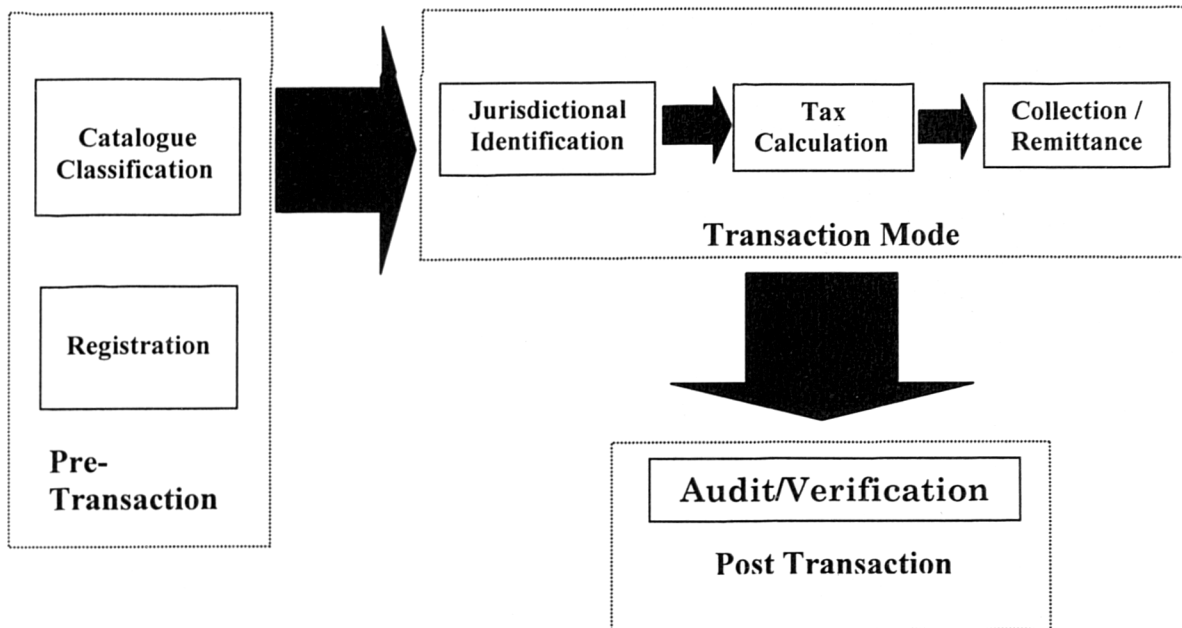 Catalogue
Classification
Registration
Pre-
Transaction
Jurisdictional
Identification
Tax
Calculation
Collection /
Remittance
Transaction Mode
Audit/Verification
Post Transaction